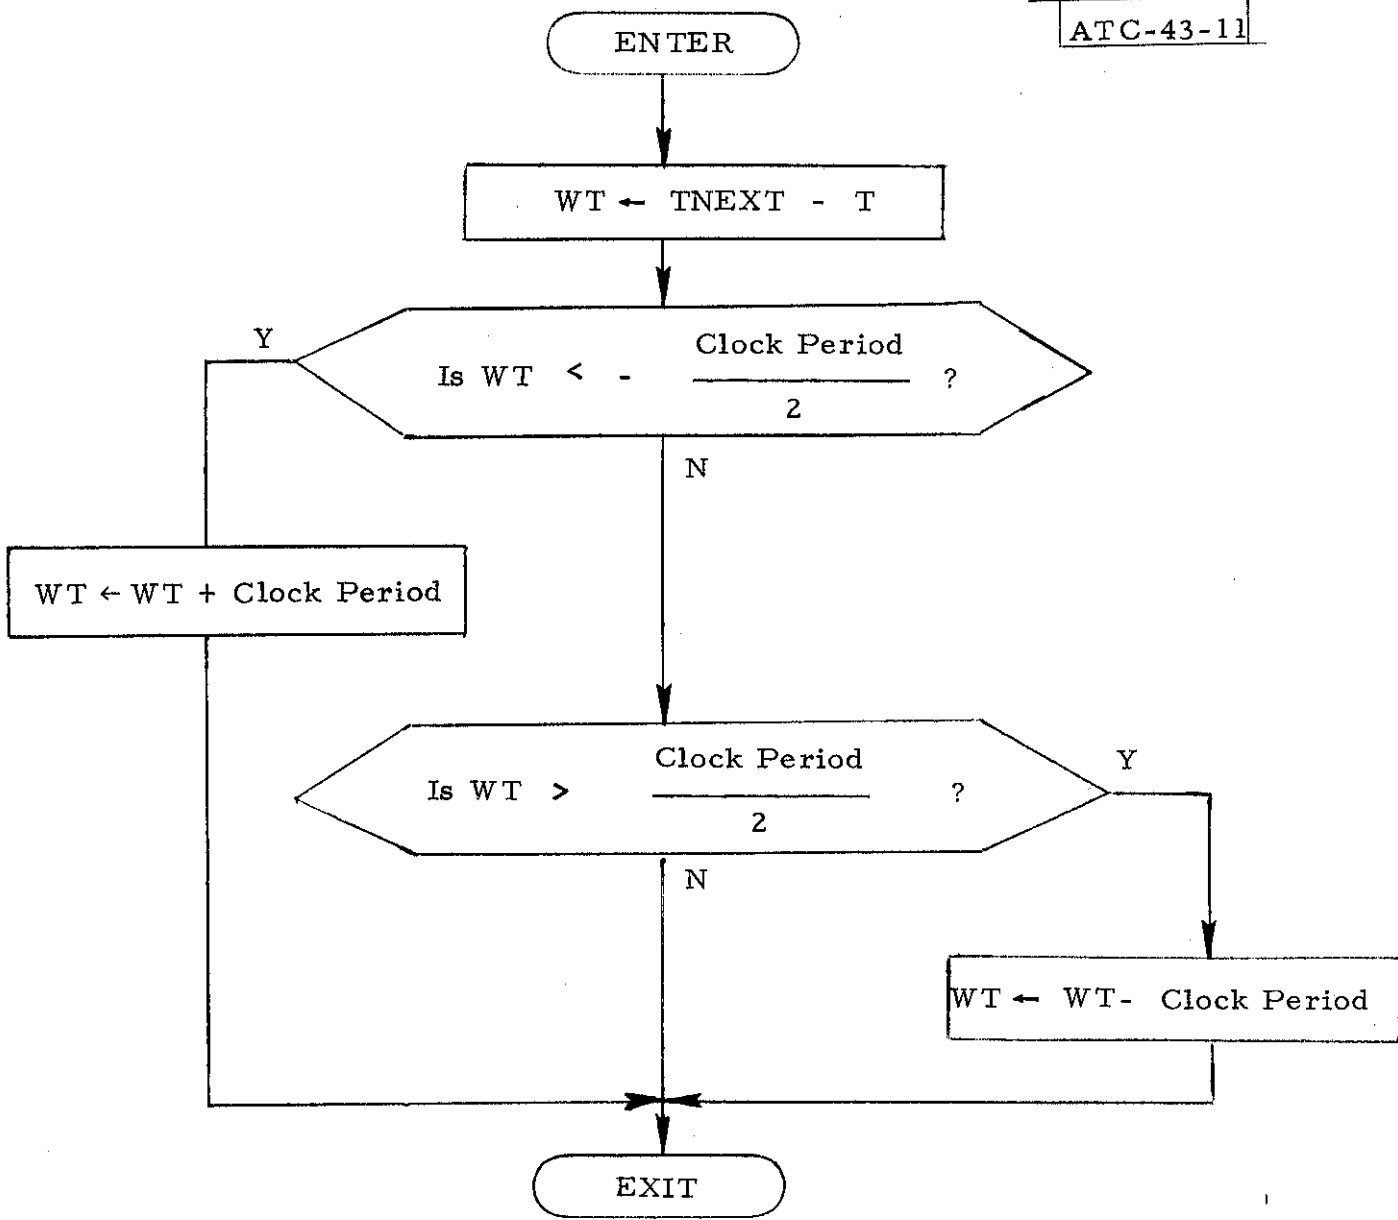 ATC-43-11
ENTER
WT ← TNEXT - T
Y
Is WT < - Clock Period
2 ?
N
WT ← WT + Clock Period
Is WT > Clock Period
2 ?
Y
N
WT ← WT- Clock Period
EXIT